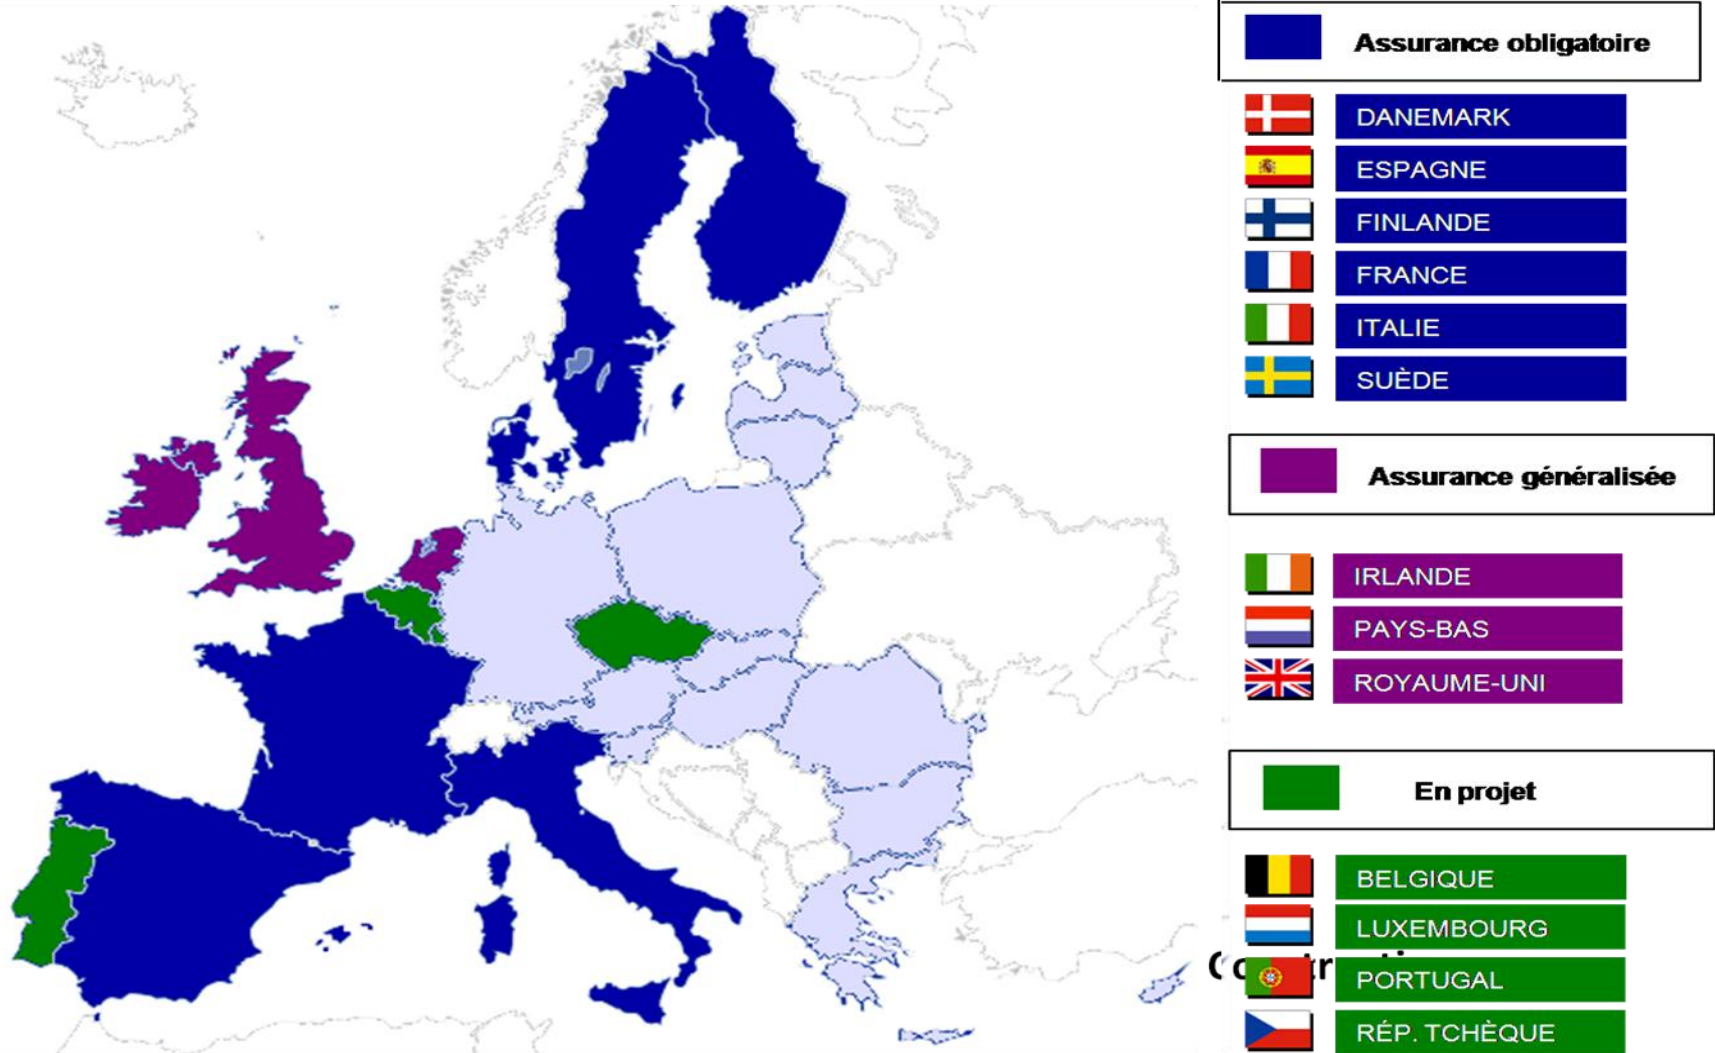 Assurance obligatoire
DANEMARK
ESPAGNE
FINLANDE
FRANCE
ITALIE
SUÈDE
Assurance généralisée
IRLANDE
PAYS-BAS
ROYAUME-UNI
En projet
BELGIQUE
LUXEMBOURG
PORTUGAL
RÉP. TCHÈQUE